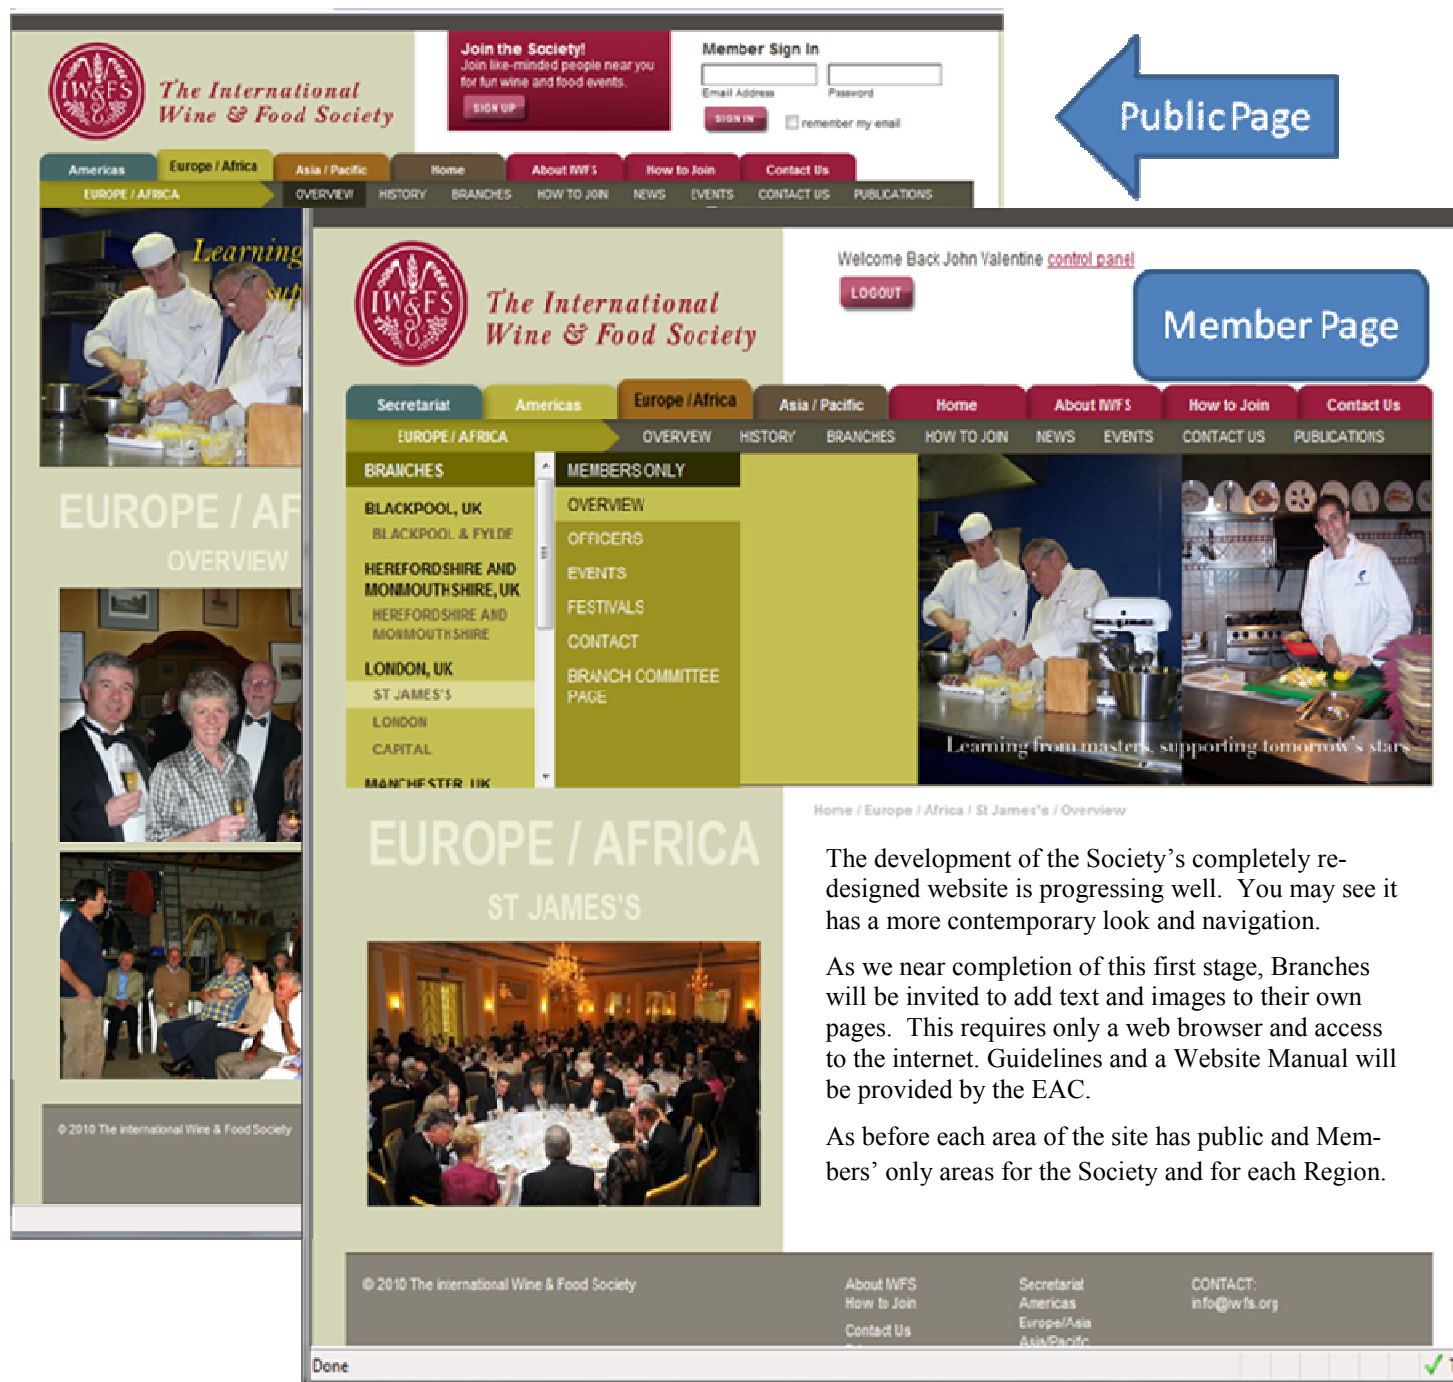 Join the Society!
Join like-minded people near you
for fun wine and food events.
SIGN UP
Member Sign In
Email Address
Password
SIGN IN
remember my email
IW&FS
The International
Wine & Food Society
Public Page
Americas
Europe / Africa
Asia / Pacific
Home
About IWFS
How to Join
Contact Us
EUROPE / AFRICA
OVERVIEW
HISTORY
BRANCHES
HOW TO JOIN
NEWS
EVENTS
CONTACT US
PUBLICATIONS
Learning
sup
EUROPE / AF
OVERVIEW
© 2010 The international Wine & Food Society
Welcome Back John Valentine control panel
LOGOUT
Member Page
IW&FS
The International
Wine & Food Society
Secretariat
Americas
Europe / Africa
Asia / Pacific
Home
About IWFS
How to Join
Contact Us
EUROPE / AFRICA
OVERVIEW
HISTORY
BRANCHES
HOW TO JOIN
NEWS
EVENTS
CONTACT US
PUBLICATIONS
BRANCHES
BLACKPOOL, UK
BLACKPOOL & FYLDE
HEREFORDSHIRE AND
MONMOUTHSHIRE, UK
HEREFORDSHIRE AND
MONMOUTHSHIRE
LONDON, UK
ST JAMES'S
LONDON
CAPITAL
MANCHESTER, UK
MEMBERS ONLY
OVERVIEW
OFFICERS
EVENTS
FESTIVALS
CONTACT
BRANCH COMMITTEE
PAGE
Learning from masters, supporting tomorrow's stars
Home / Europe / Africa / St James's / Overview
EUROPE / AFRICA
ST JAMES'S
The development of the Society’s completely re-
designed website is progressing well. You may see it
has a more contemporary look and navigation.
As we near completion of this first stage, Branches
will be invited to add text and images to their own
pages. This requires only a web browser and access
to the internet. Guidelines and a Website Manual will
be provided by the EAC.
As before each area of the site has public and Mem-
bers’ only areas for the Society and for each Region.
© 2010 The international Wine & Food Society
About IWFS
How to Join
Contact Us
Secretariat
Americas
Europe/Asia
Asia/Pacific
CONTACT:
info@iwfs.org
Done